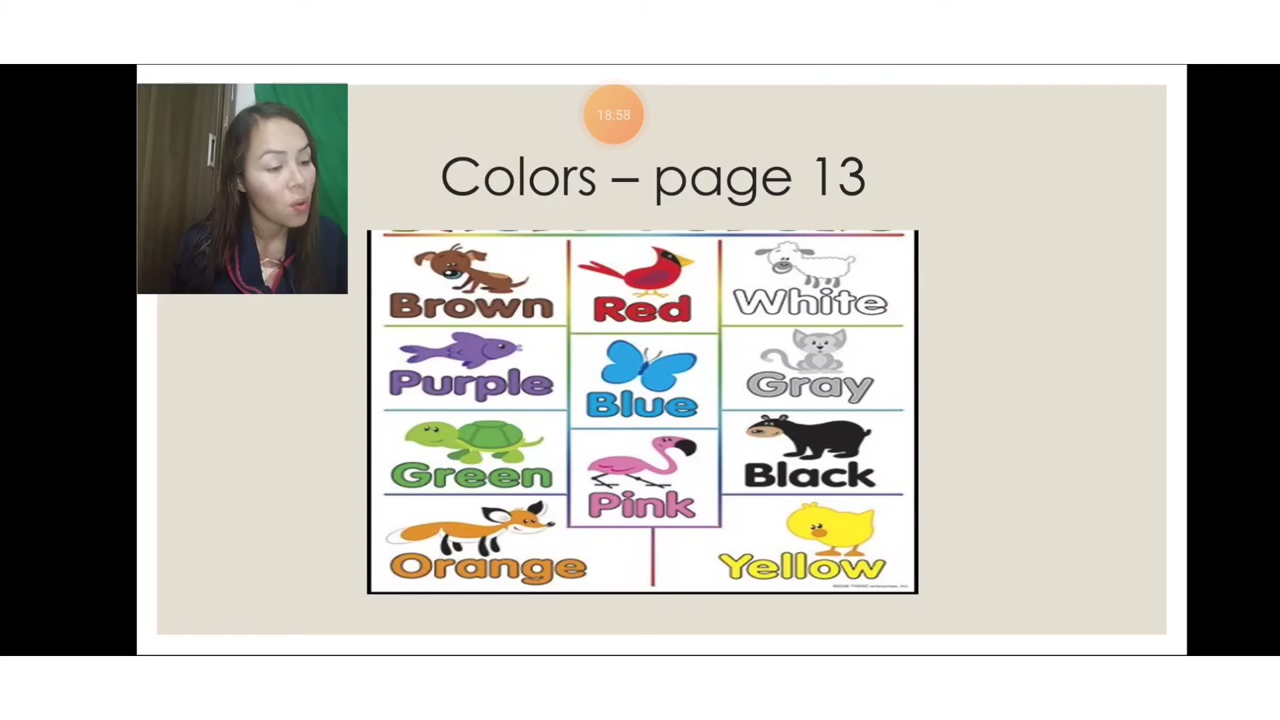 18:58
Colors – page 13
Brown
Red
White
Purple
Blue
Gray
Green
Pink
Black
Orange
Yellow